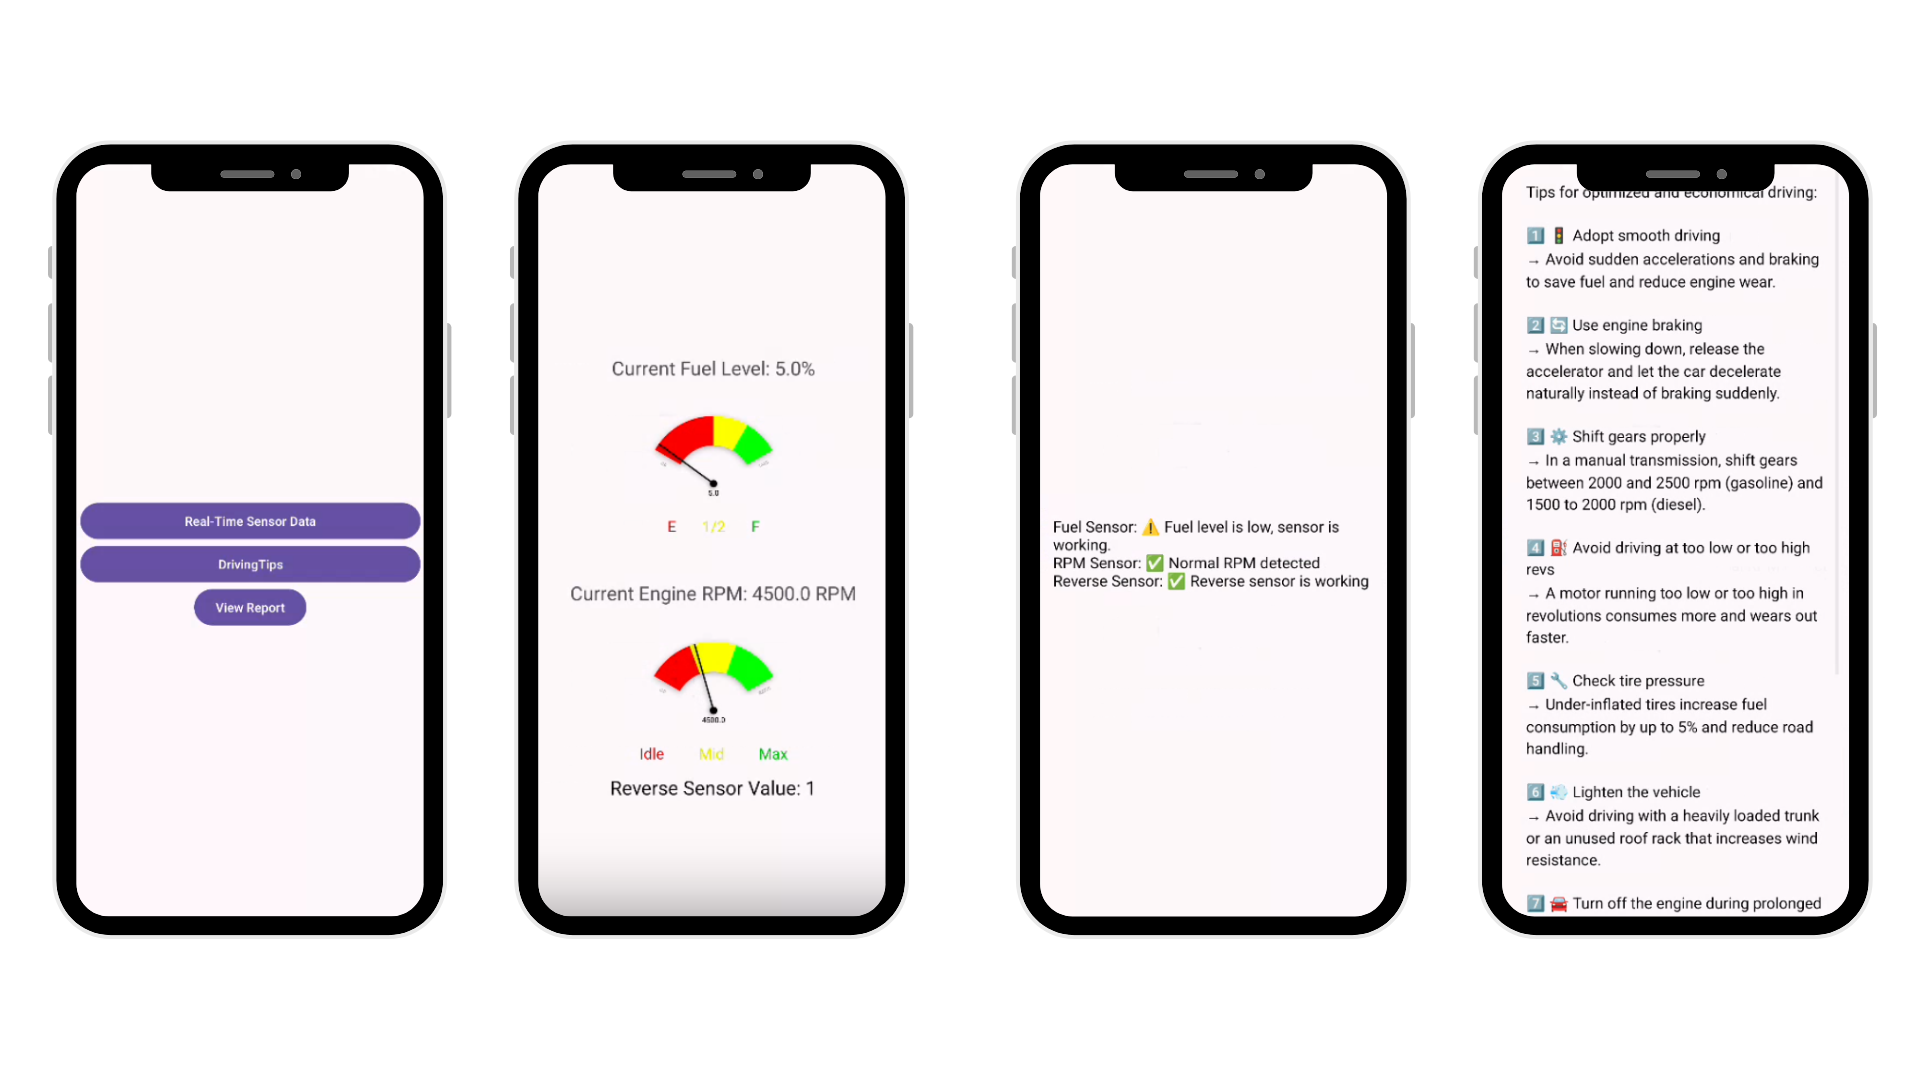 Real-Time Sensor Data
DrivingTips
View Report
Current Fuel Level: 5.0%
5.0
E 1/2 F
Current Engine RPM: 4500.0 RPM
4500.0
Idle Mid Max
Reverse Sensor Value: 1
Fuel Sensor: ⚠️ Fuel level is low, sensor is
working.
RPM Sensor: ✅ Normal RPM detected
Reverse Sensor: ✅ Reverse sensor is working
Tips for optimized and economical driving:
1️⃣ 🚦 Adopt smooth driving
→ Avoid sudden accelerations and braking
to save fuel and reduce engine wear.
2️⃣ 🔄 Use engine braking
→ When slowing down, release the
accelerator and let the car decelerate
naturally instead of braking suddenly.
3️⃣ ⚙️ Shift gears properly
→ In a manual transmission, shift gears
between 2000 and 2500 rpm (gasoline) and
1500 to 2000 rpm (diesel).
4️⃣ ⛽ Avoid driving at too low or too high
revs
→ A motor running too low or too high in
revolutions consumes more and wears out
faster.
5️⃣ 🔧 Check tire pressure
→ Under-inflated tires increase fuel
consumption by up to 5% and reduce road
handling.
6️⃣ 💨 Lighten the vehicle
→ Avoid driving with a heavily loaded trunk
or an unused roof rack that increases wind
resistance.
7️⃣ 🚘 Turn off the engine during prolonged